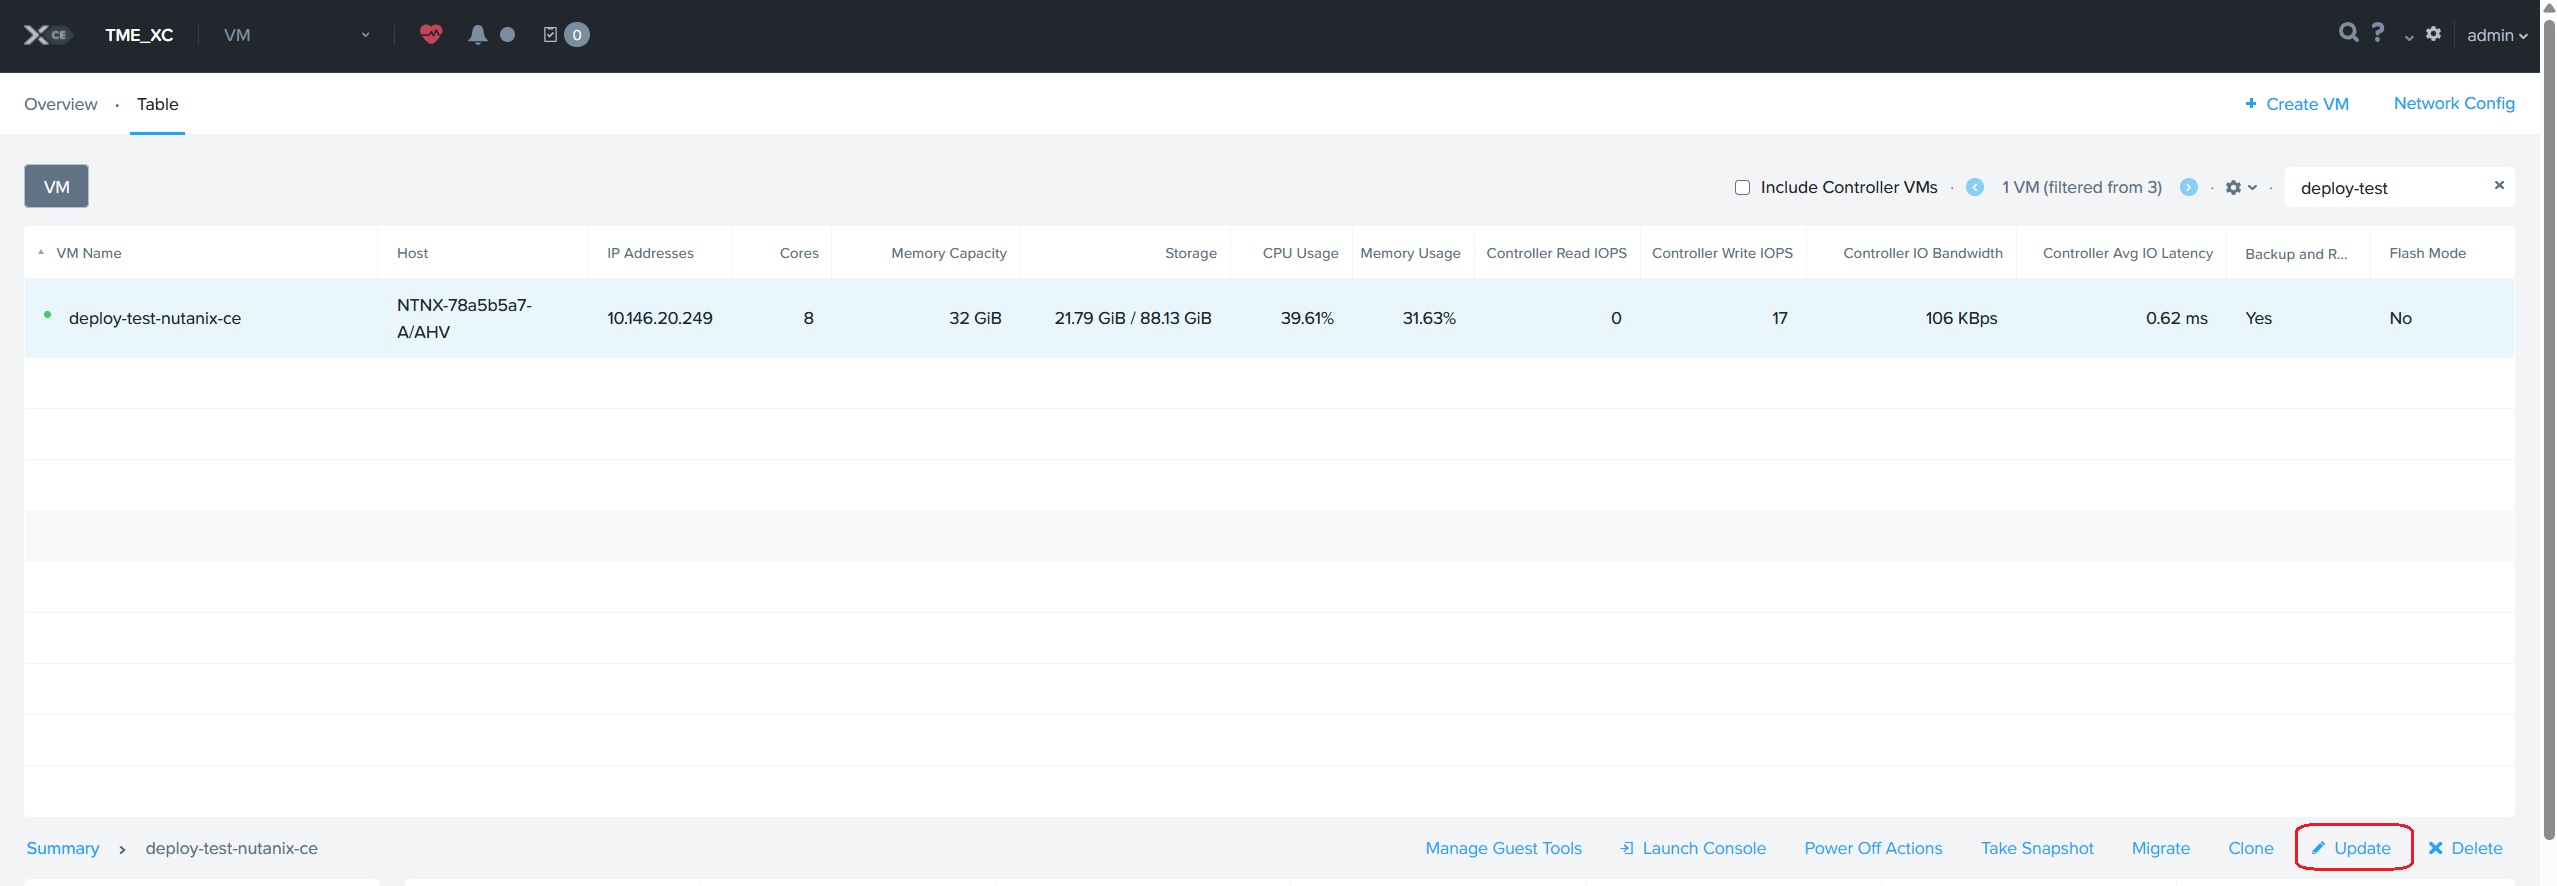 X CE TME_XC VM 0 ? admin
Overview · Table + Create VM Network Config
VM Include Controller VMs · 1 VM (filtered from 3) · · deploy-test ×
VM Name Host IP Addresses Cores Memory Capacity Storage CPU Usage Memory Usage Controller Read IOPS Controller Write IOPS Controller IO Bandwidth Controller Avg IO Latency Backup and R... Flash Mode
deploy-test-nutanix-ce NTNX-78a5b5a7- 10.146.20.249 8 32 GiB 21.79 GiB / 88.13 GiB 39.61% 31.63% 0 17 106 KBps 0.62 ms Yes No
A/AHV
Summary > deploy-test-nutanix-ce Manage Guest Tools Launch Console Power Off Actions Take Snapshot Migrate Clone Update Delete